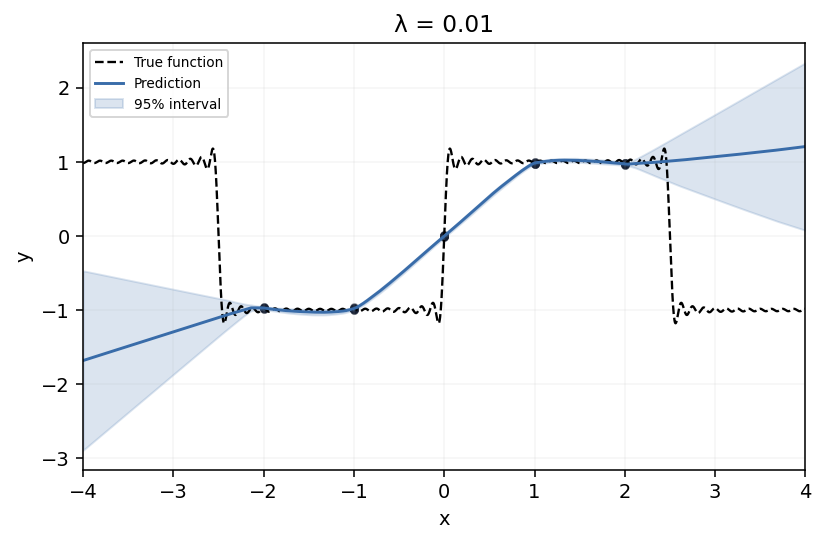 λ = 0.01
True function
Prediction
95% interval
y
2
1
0
−1
−2
−3
−4
−3
−2
−1
0
1
2
3
4
x